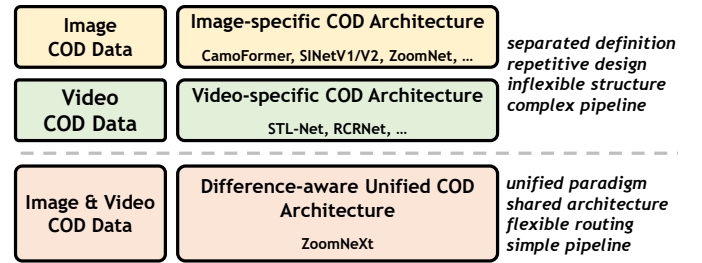 Image
COD Data
Image-specific COD Architecture
CamoFormer, SINetV1/V2, ZoomNet, ...
Video
COD Data
Video-specific COD Architecture
STL-Net, RCRNet, ...
separated definition
repetitive design
inflexible structure
complex pipeline
Image & Video
COD Data
Difference-aware Unified COD
Architecture
ZoomNeXt
unified paradigm
shared architecture
flexible routing
simple pipeline